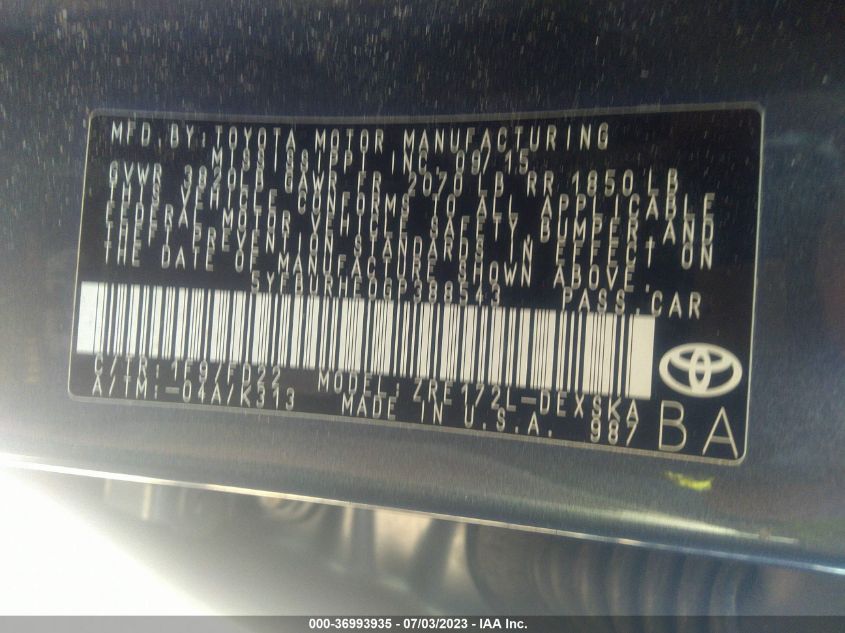 MFD.BY:TOYOTA MOTOR MANUFACTURING
MISSISSIPPI INC 09/15
GVWR 3820LB GAWR FR 2070LB RR 1850LB
THIS VEHICLE CONFORMS TO ALL APPLICABLE
FEDERAL MOTOR VEHICLE SAFETY, BUMPER AND
THEFT PREVENTION STANDARDS IN EFFECT ON
THE DATE OF MANUFACTURE SHOWN ABOVE.
5YFBURHE0GP388543 PASS.CAR
C/TR:1F9/FD22 MODEL:ZRE172L-DEXSKA
A/TM:-04A/K313 MADE IN U.S.A. 987
BA
000-36993935 - 07/03/2023 - IAA Inc.